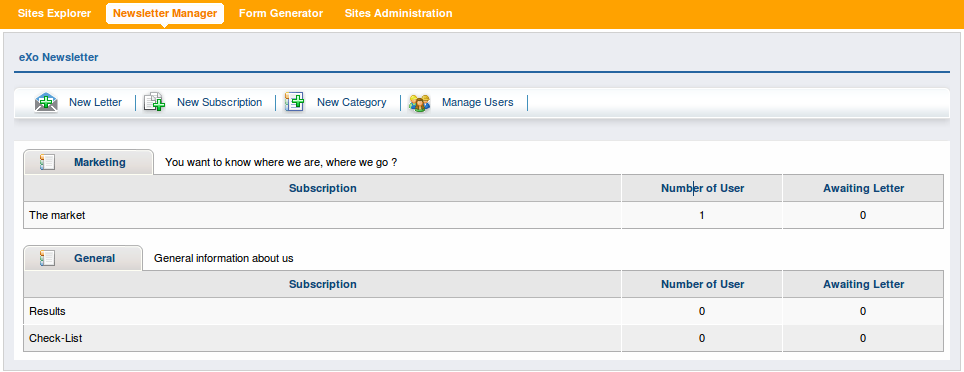 Sites Explorer Newsletter Manager Form Generator Sites Administration
eXo Newsletter
New Letter New Subscription New Category Manage Users
Marketing You want to know where we are, where we go ?
Subscription Number of User Awaiting Letter
The market 1 0
General General information about us
Subscription Number of User Awaiting Letter
Results 0 0
Check-List 0 0